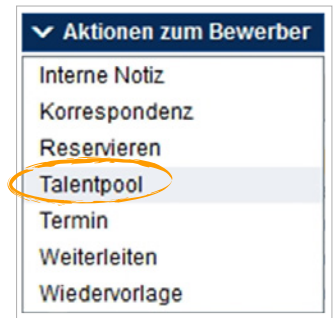 Aktionen zum Bewerber
Interne Notiz
Korrespondenz
Reservieren
Talentpool
Termin
Weiterleiten
Wiedervorlage